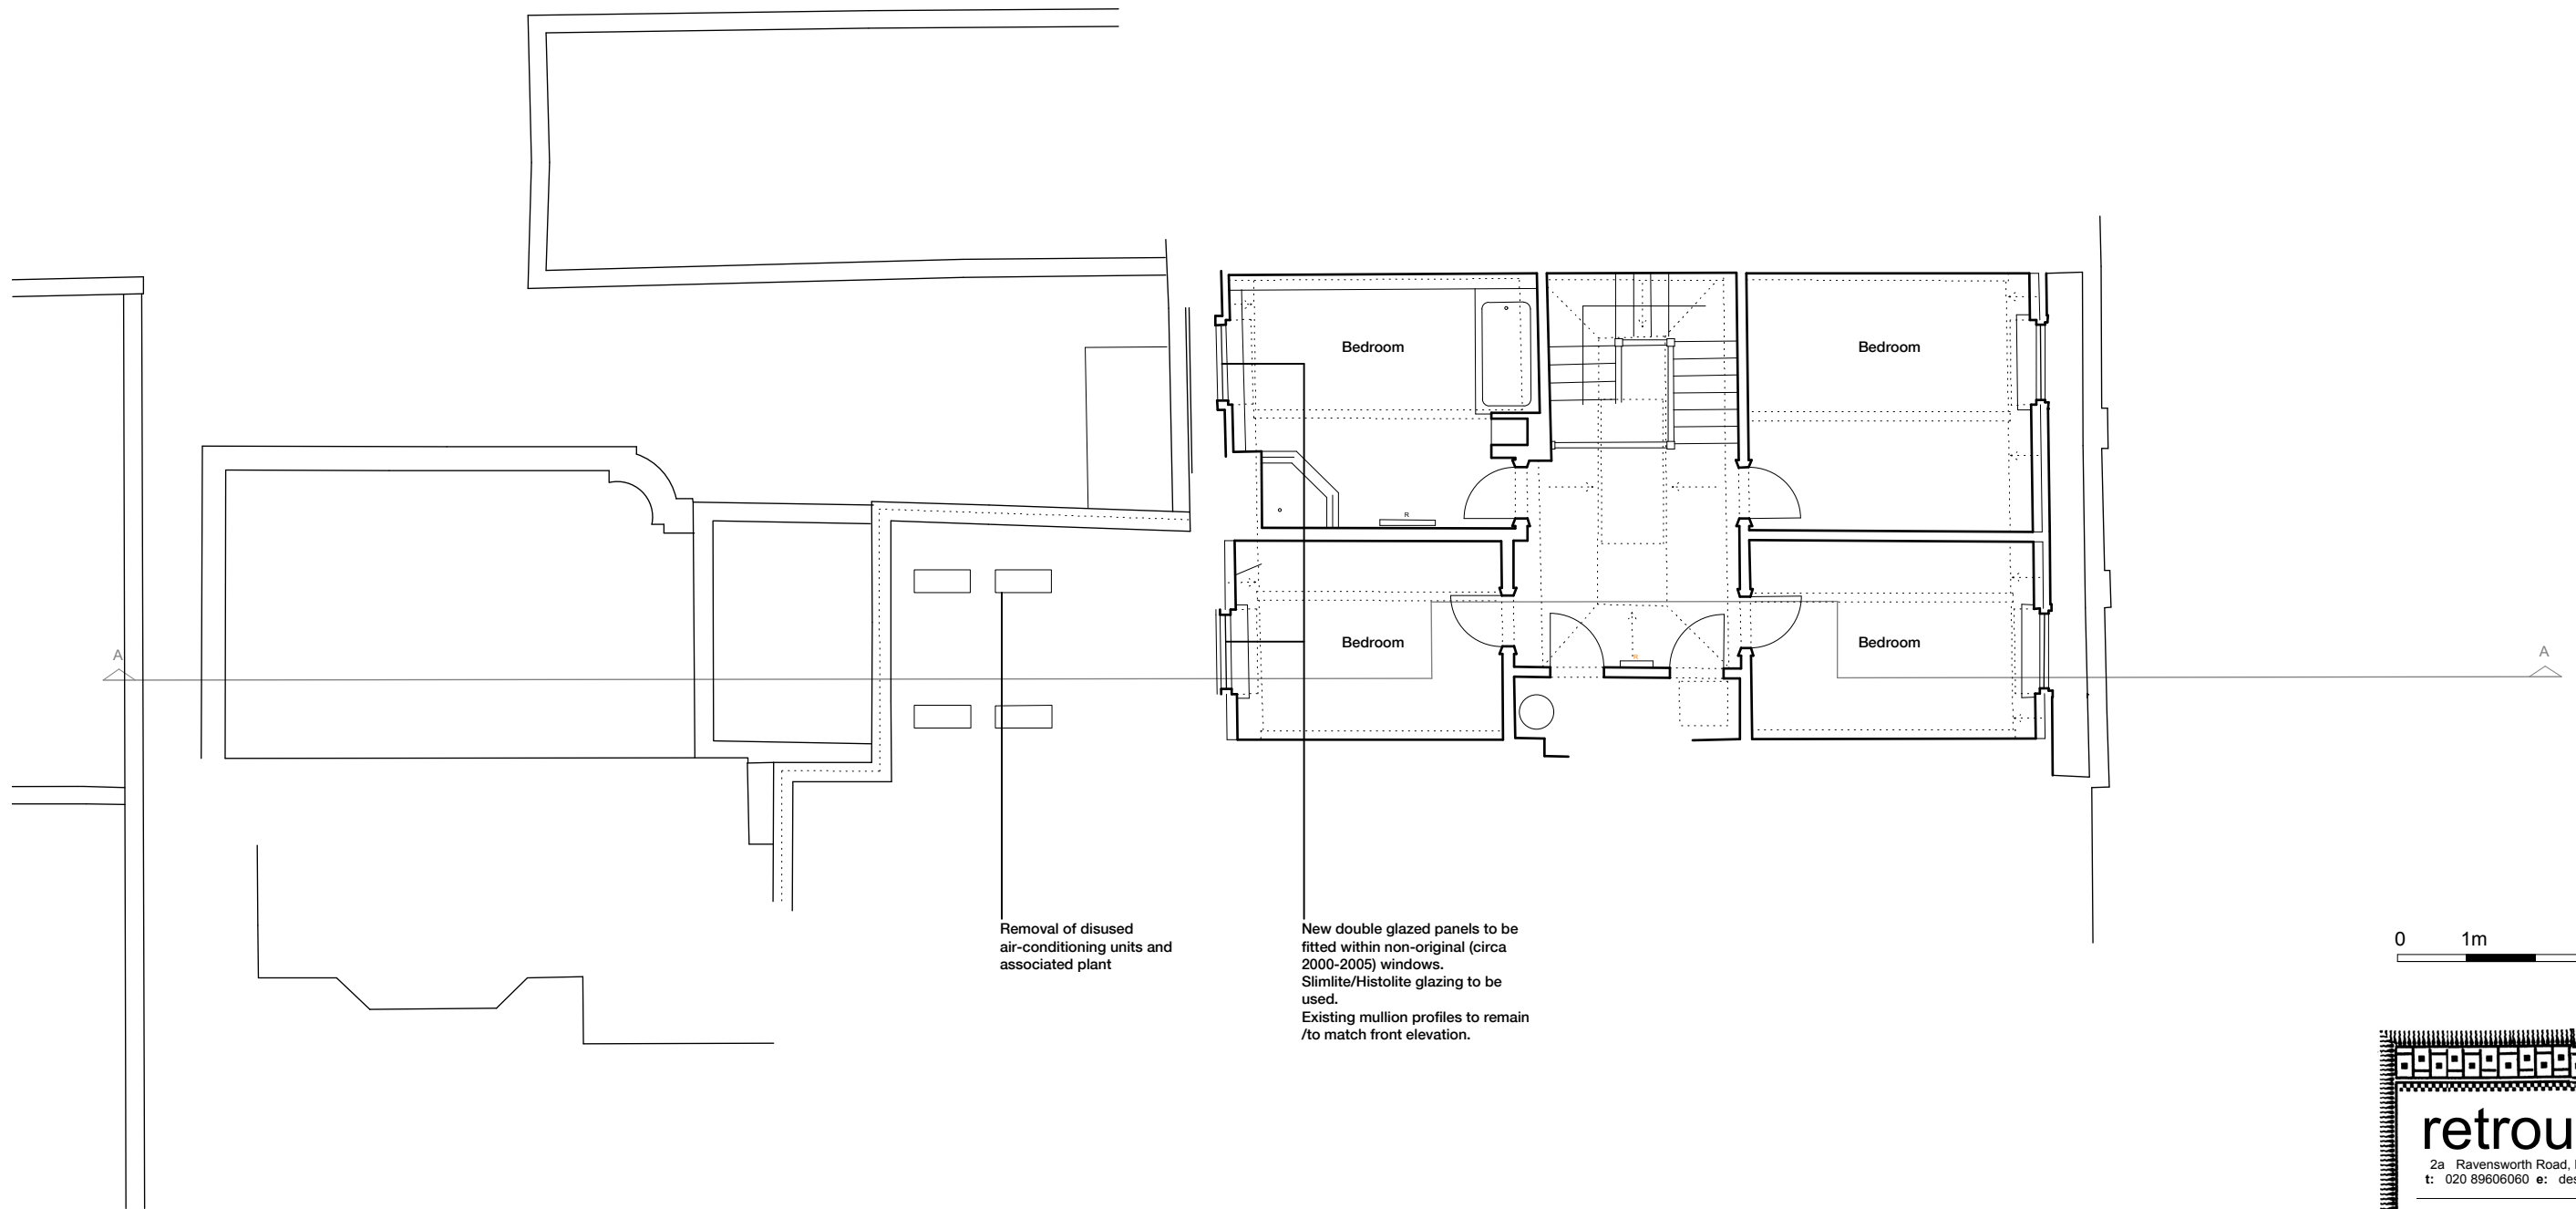 Bedroom
Bedroom
R
Bedroom
Bedroom
R
A
A
Removal of disused
air-conditioning units and
associated plant
New double glazed panels to be
fitted within non-original (circa
2000-2005) windows.
Slimlite/Histolite glazing to be
used.
Existing mullion profiles to remain
/to match front elevation.
0 1m
retrou
2a Ravensworth Road,
t: 020 89606060 e: des